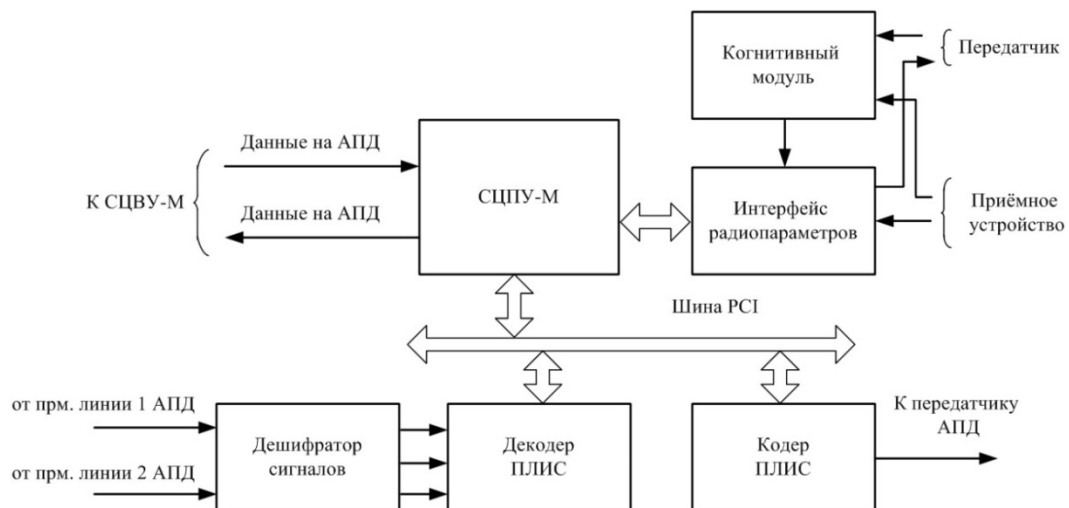 Когнитивный
модуль
Передатчик
Данные на АПД
К СЦВУ-М
Данные на АПД
СЦПУ-М
Интерфейс
радиопараметров
Приёмное
устройство
Шина PCI
от прм. линии 1 АПД
от прм. линии 2 АПД
Дешифратор
сигналов
Декодер
ПЛИС
Кодер
ПЛИС
К передатчику
АПД